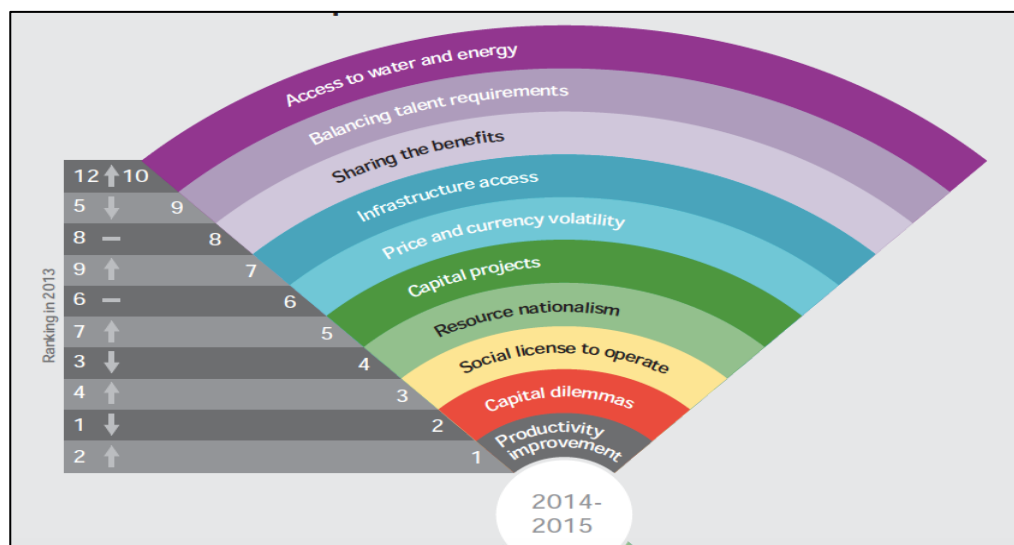 Access to water and energy
Balancing talent requirements
Sharing the benefits
Infrastructure access
Price and currency volatility
Capital projects
Resource nationalism
Social license to operate
Capital dilemmas
Productivity
improvement
12 10
5 9
8 – 8
9 7
6 – 6
7 5
3 4
4 3
1 2
2 1
Ranking in 2013
2014-
2015